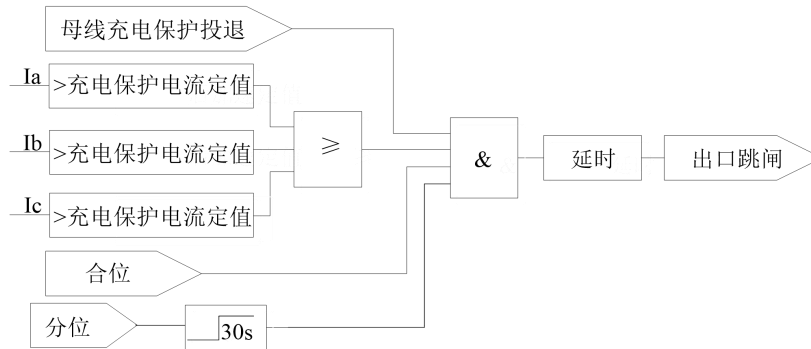 母线充电保护投退
Ia
>充电保护电流定值
Ib
>充电保护电流定值
≥
&
延时
出口跳闸
Ic
>充电保护电流定值
合位
分位
30s